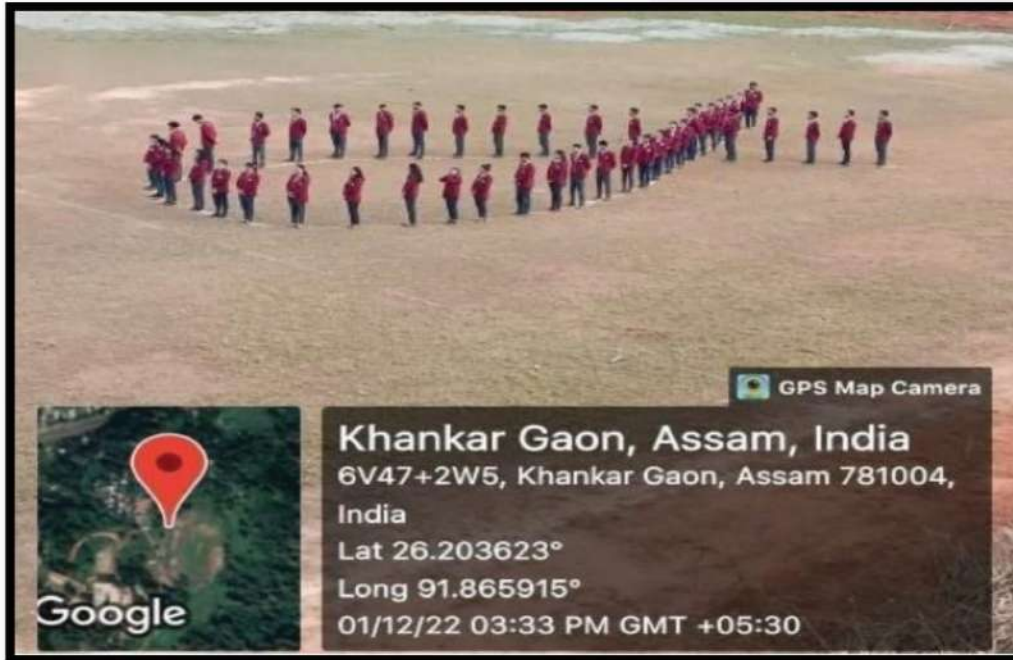 GPS Map Camera
Khankar Gaon, Assam, India
6V47+2W5, Khankar Gaon, Assam 781004,
India
Lat 26.203623°
Long 91.865915°
01/12/22 03:33 PM GMT +05:30
Google